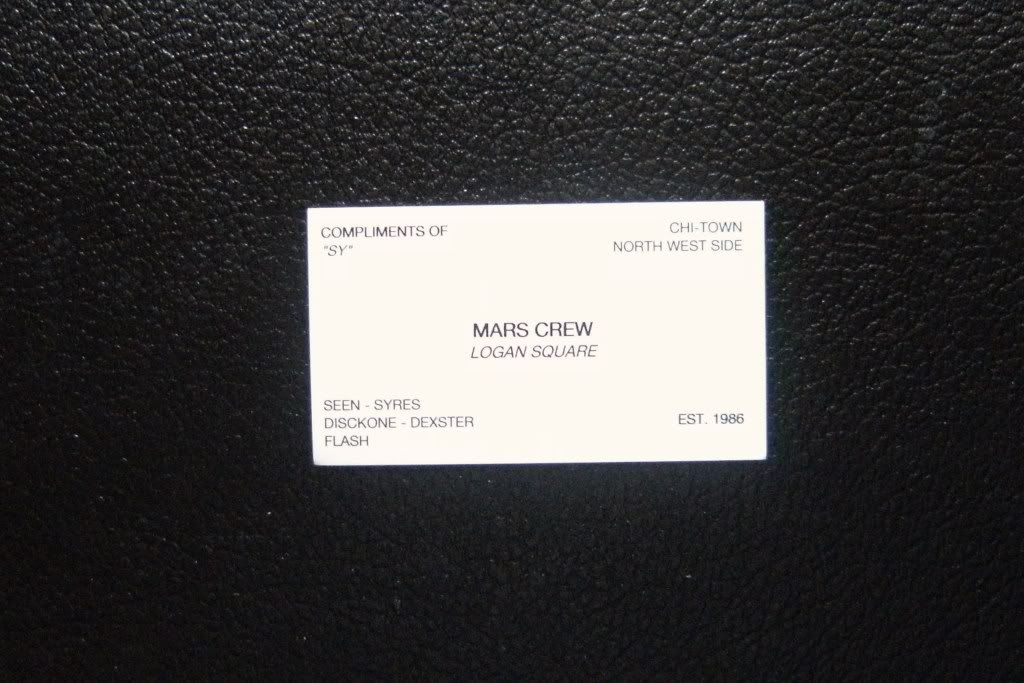 COMPLIMENTS OF
"SY"
CHI-TOWN
NORTH WEST SIDE
MARS CREW
LOGAN SQUARE
SEEN - SYRES
DISCKONE - DEXSTER
FLASH
EST. 1986